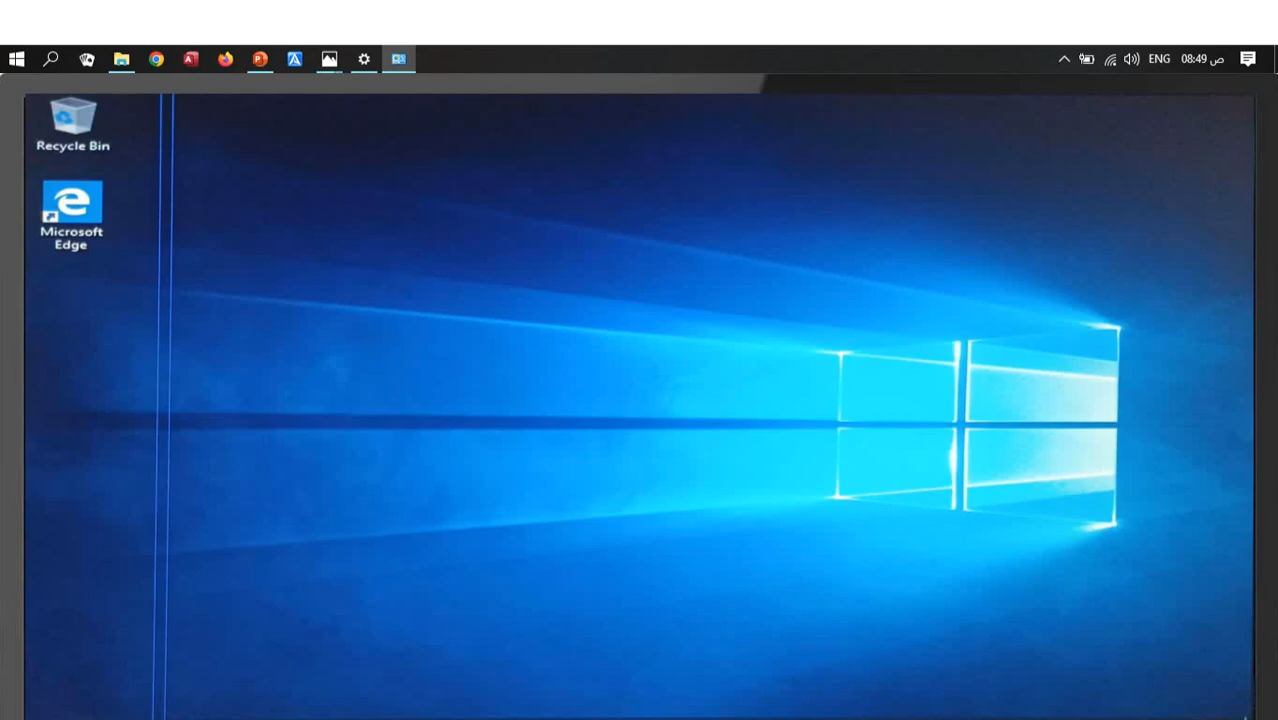 ENG
08:49 ص
Recycle Bin
Microsoft
Edge